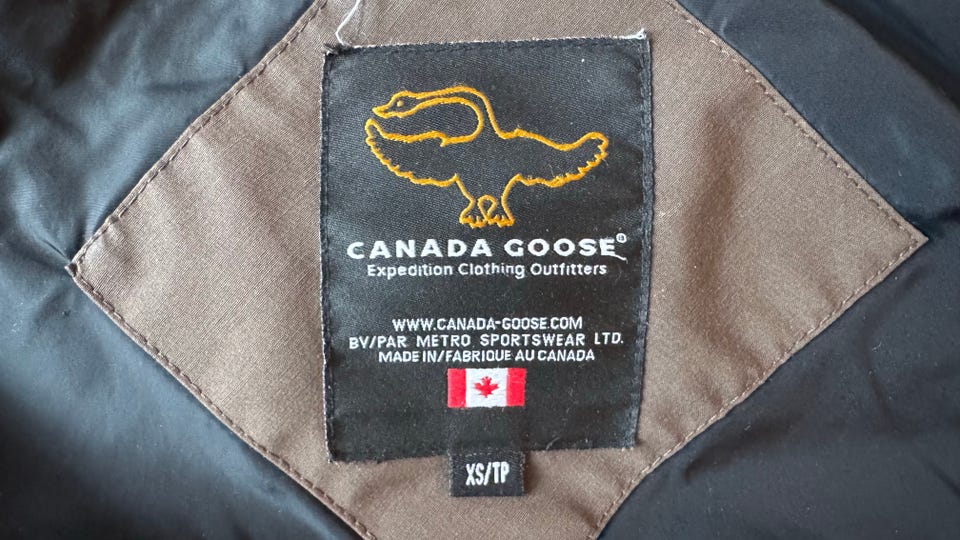 CANADA GOOSE®
Expedition Clothing Outfitters
WWW.CANADA-GOOSE.COM
BY/PAR METRO SPORTSWEAR LTD.
MADE IN/FABRIQUE AU CANADA
XS/TP